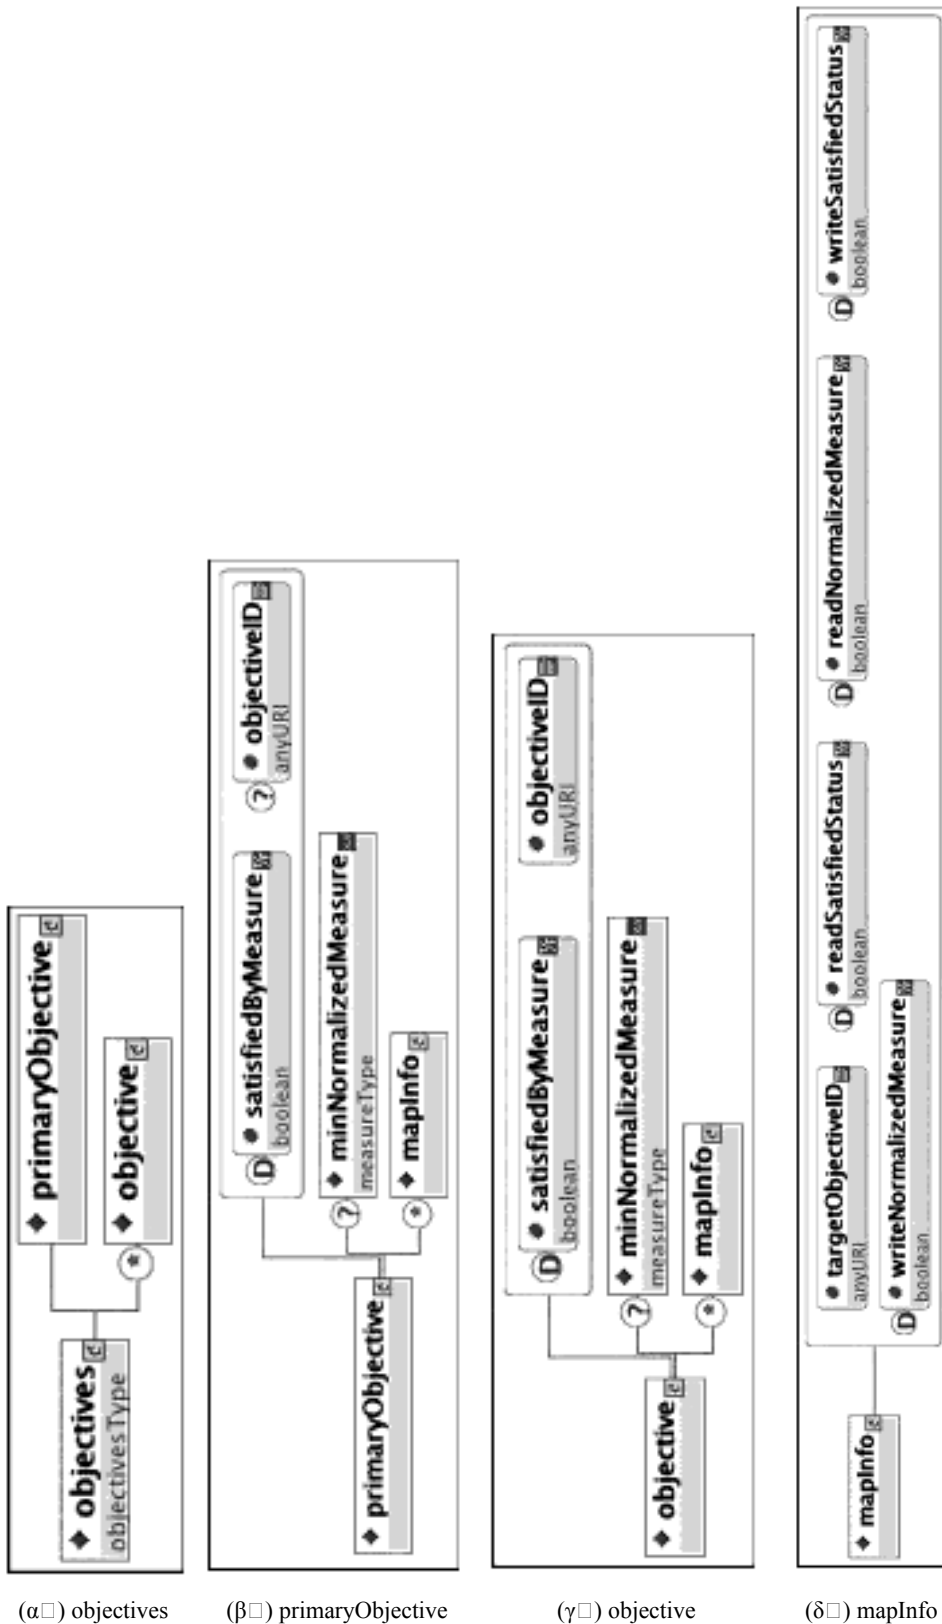 ◆ objectives
objectivesType
◆ primaryObjective
* ◆ objective
(α□) objectives
◆ primaryObjective
D ● satisfiedByMeasure
boolean
? ● objectiveID
anyURI
? ◆ minNormalizedMeasure
measureType
* ◆ mapInfo
(β□) primaryObjective
◆ objective
D ● satisfiedByMeasure
boolean
● objectiveID
anyURI
? ◆ minNormalizedMeasure
measureType
* ◆ mapInfo
(γ□) objective
◆ mapInfo
● targetObjectiveID
anyURI
D ● readSatisfiedStatus
boolean
D ● readNormalizedMeasure
boolean
D ● writeSatisfiedStatus
boolean
D ● writeNormalizedMeasure
boolean
(δ□) mapInfo